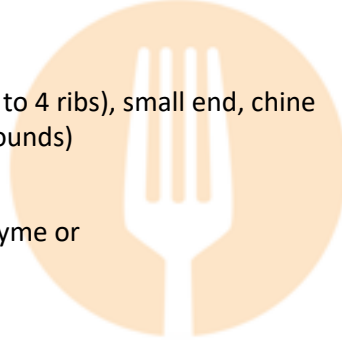 to 4 ribs), small end, chine
ounds)
yme or